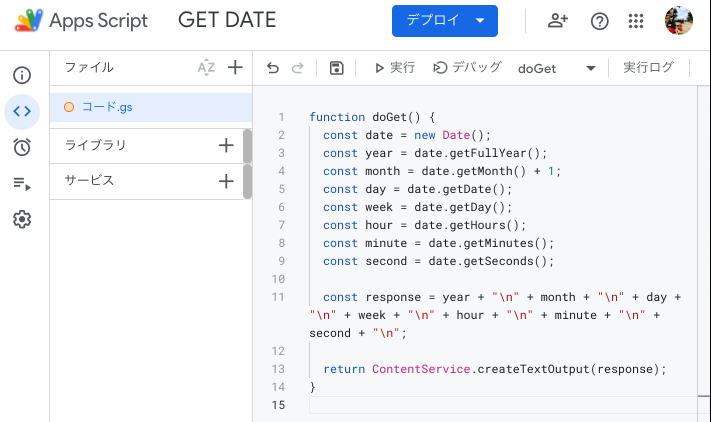 Apps Script GET DATE デプロイ
ファイル AZ 実行 デバッグ doGet 実行ログ
コード.gs
ライブラリ
サービス
1 function doGet() {
2 const date = new Date();
3 const year = date.getFullYear();
4 const month = date.getMonth() + 1;
5 const day = date.getDate();
6 const week = date.getDay();
7 const hour = date.getHours();
8 const minute = date.getMinutes();
9 const second = date.getSeconds();
10
11 const response = year + "\n" + month + "\n" + day +
"\n" + week + "\n" + hour + "\n" + minute + "\n" +
second + "\n";
12
13 return ContentService.createTextOutput(response);
14 }
15